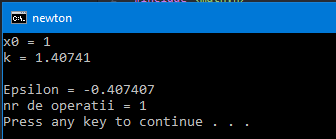 newton
x0 = 1
k = 1.40741
Epsilon = -0.407407
nr de operatii = 1
Press any key to continue . . .